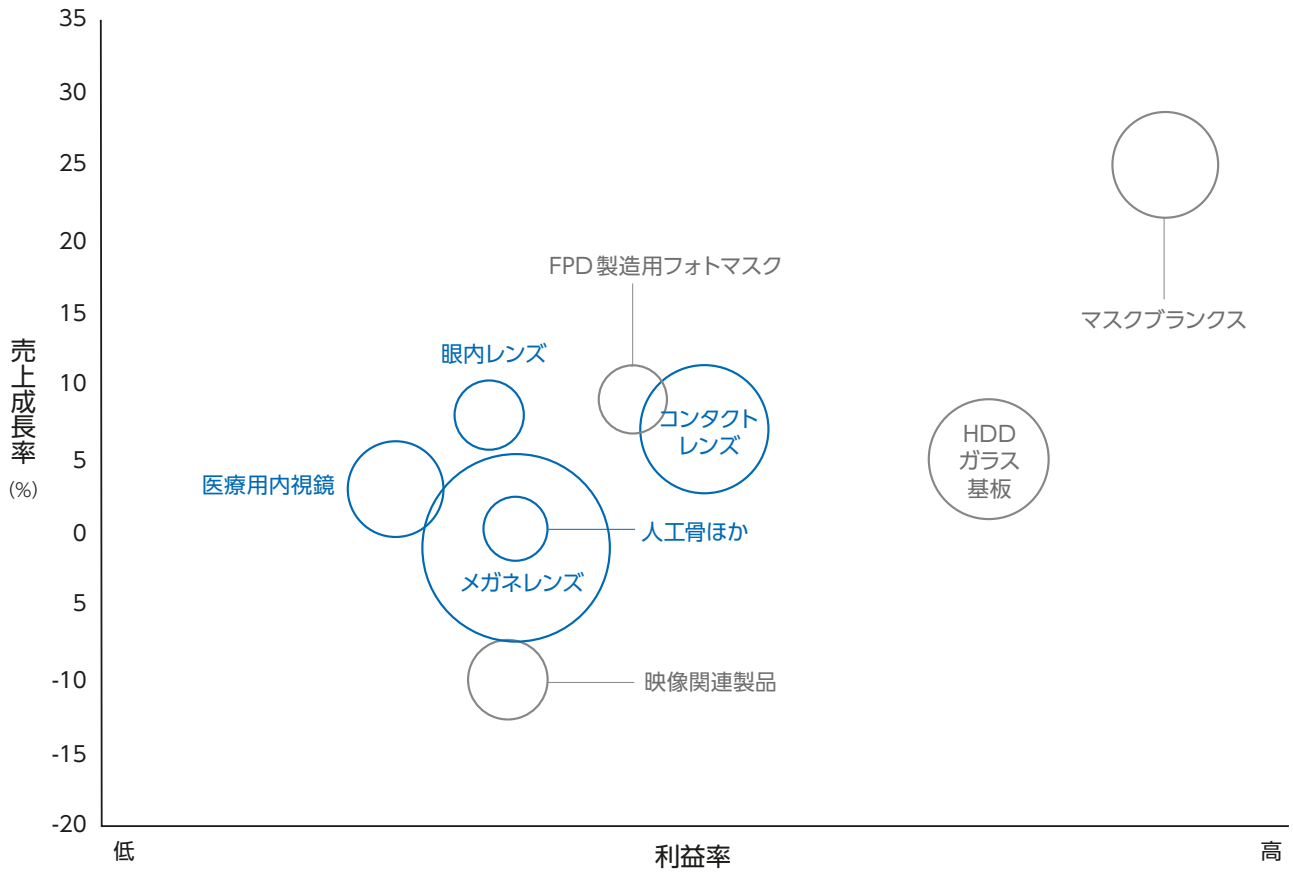 35
30
25
20
15
10
5
0
5
-10
-15
-20
売上成長率
(%)
FPD製造用フォトマスク
マスクブランクス
眼内レンズ
コンタクト
レンズ
HDD
ガラス
基板
医療用内視鏡
人工骨ほか
メガネレンズ
映像関連製品
低
利益率
高